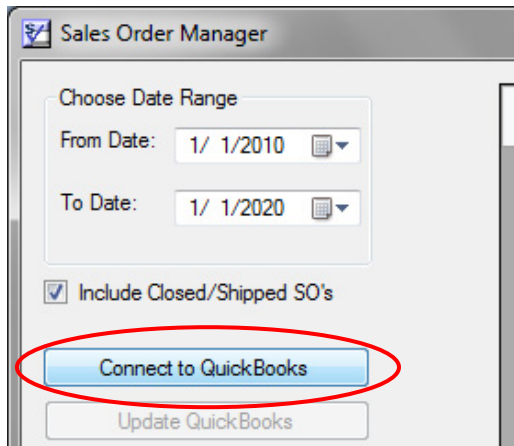 Sales Order Manager
Choose Date Range
From Date: 1/ 1/2010
To Date: 1/ 1/2020
Include Closed/Shipped SO's
Connect to QuickBooks
Update QuickBooks